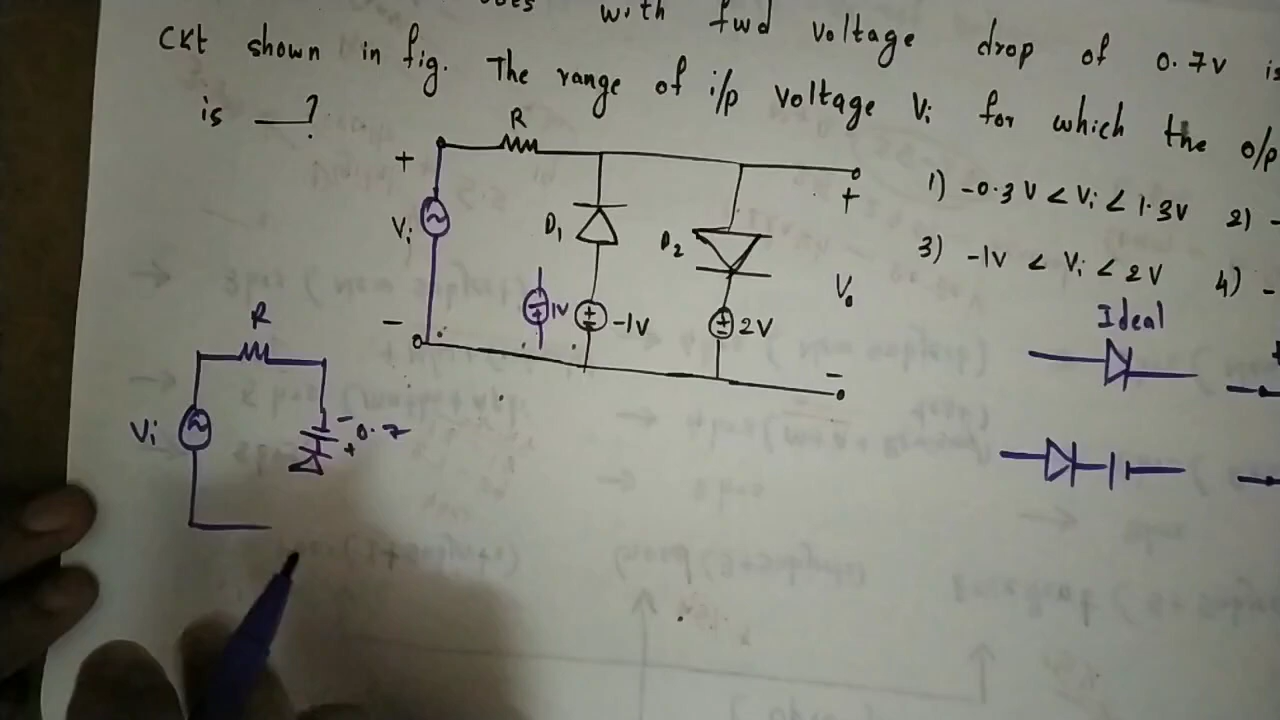 with fwd voltage drop of 0.7V is
Ckt shown in fig. The range of i/p voltage Vi for which the o/p
is ___?
R
+
Vi
-
D1
D2
1V
-1V
2V
+
Vo
-
1) -0.3V < Vi < 1.3V 2) -
3) -1V < Vi < 2V 4) -
Ideal
R
Vi
- 0.7
+